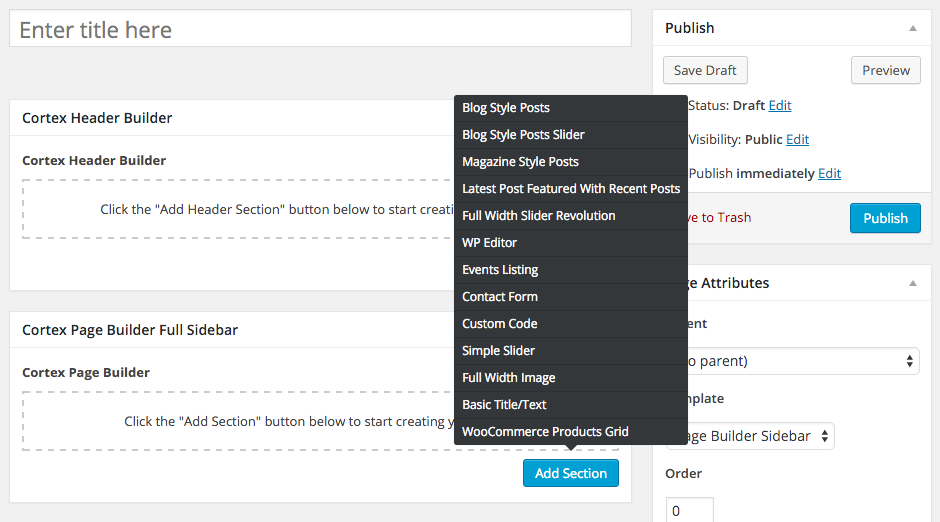 Enter title here
Cortex Header Builder
Cortex Header Builder
Click the "Add Header Section" button below to start creati
Cortex Page Builder Full Sidebar
Cortex Page Builder
Click the "Add Section" button below to start creating y
Blog Style Posts
Blog Style Posts Slider
Magazine Style Posts
Latest Post Featured With Recent Posts
Full Width Slider Revolution
WP Editor
Events Listing
Contact Form
Custom Code
Simple Slider
Full Width Image
Basic Title/Text
WooCommerce Products Grid
Add Section
Publish
Save Draft Preview
Status: Draft Edit
Visibility: Public Edit
Publish immediately Edit
ve to Trash Publish
ge Attributes
ent
o parent)
mplate
age Builder Sidebar
Order
0